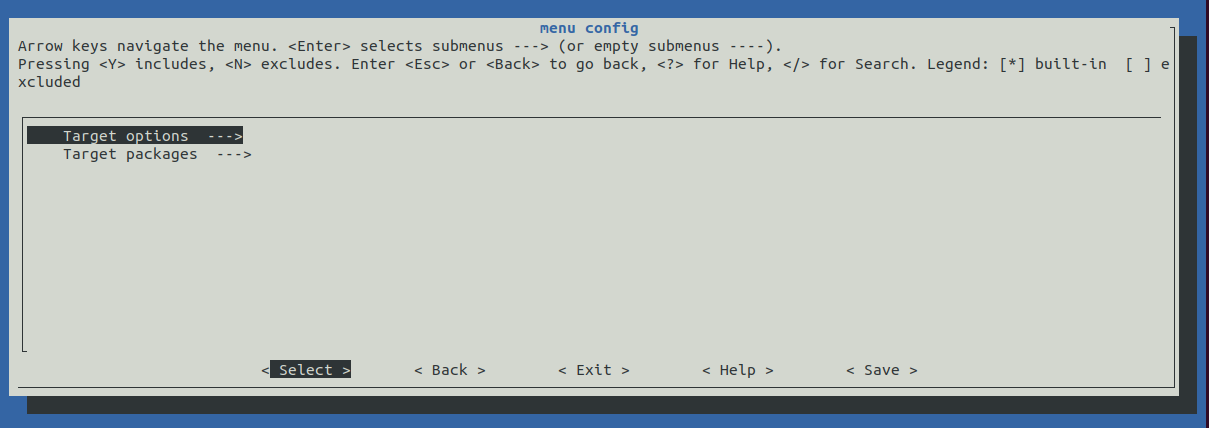 menu config
Arrow keys navigate the menu. <Enter> selects submenus ---> (or empty submenus ----).
Pressing <Y> includes, <N> excludes. Enter <Esc> or <Back> to go back, <?> for Help, </> for Search. Legend: [*] built-in  [ ] e
xcluded
Target options  --->
Target packages  --->
< Select >        < Back >        < Exit >        < Help >        < Save >